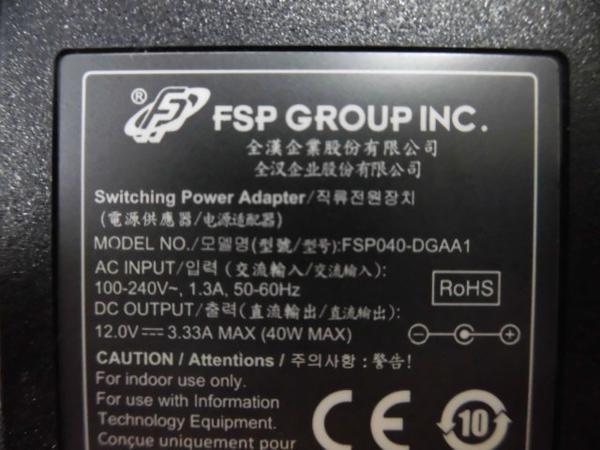 ® FSP GROUP INC.
全漢企業股份有限公司
全汉企业股份有限公司
Switching Power Adapter/직류전원장치
(電源供應器/电源适配器)
MODEL NO./모델명(型號/型号):FSP040-DGAA1
AC INPUT/입력 (交流輸入/交流输入):
100-240V~, 1.3A, 50-60Hz
RoHS
DC OUTPUT/출력(直流輸出/直流输出):
12.0V⎓3.33A MAX (40W MAX)
CAUTION / Attentions / 주의사항 : 警告!
For indoor use only.
For use with Information
Technology Equipment.
Conçue uniquement pour
CE
10